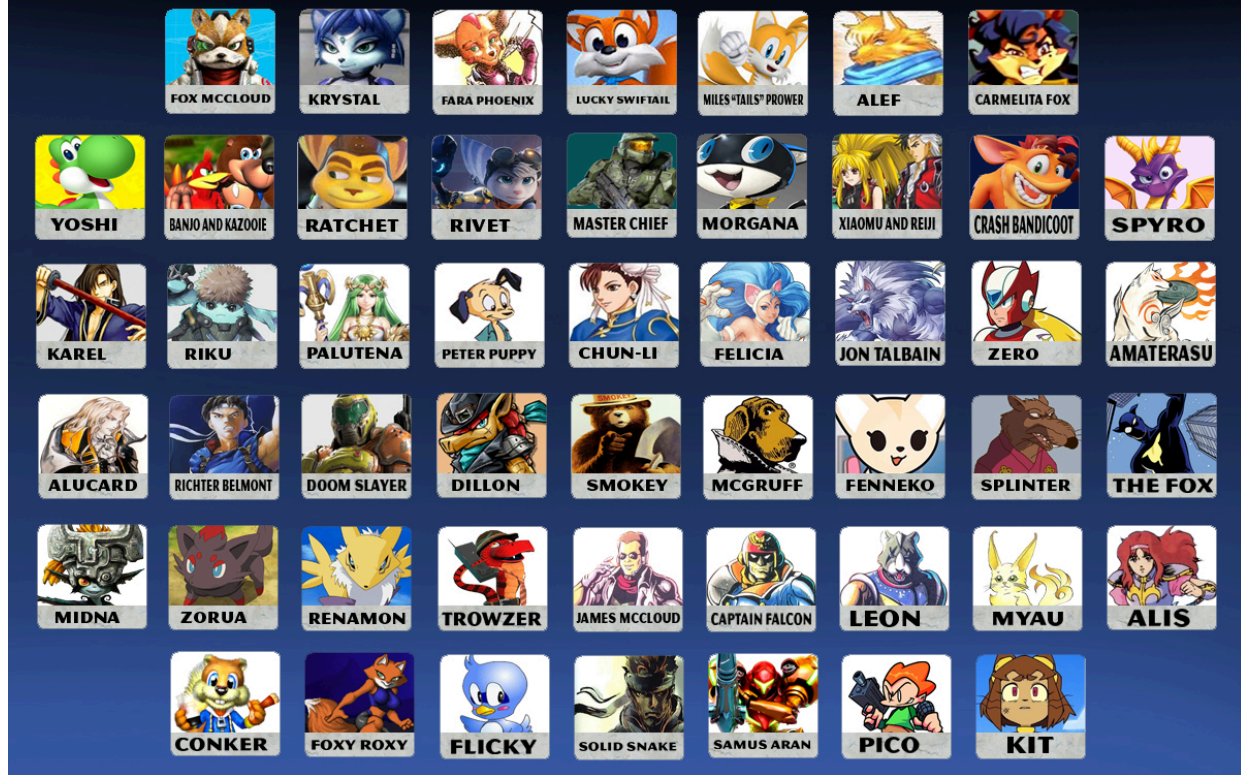 FOX MCCLOUD
KRYSTAL
FARA PHOENIX
LUCKY SWIFTAIL
MILES "TAILS" PROWER
ALEF
CARMELITA FOX
YOSHI
BANJO AND KAZOOIE
RATCHET
RIVET
MASTER CHIEF
MORGANA
XIAOMU AND REIJI
CRASH BANDICOOT
SPYRO
KAREL
RIKU
PALUTENA
PETER PUPPY
CHUN-LI
FELICIA
JON TALBAIN
ZERO
AMATERASU
ALUCARD
RICHTER BELMONT
DOOM SLAYER
DILLON
SMOKEY
SMOKEY
MCGRUFF
FENNEKO
SPLINTER
THE FOX
MIDNA
ZORUA
RENAMON
TROWZER
JAMES MCCLOUD
CAPTAIN FALCON
LEON
MYAU
ALIS
CONKER
FOXY ROXY
FLICKY
SOLID SNAKE
SAMUS ARAN
PICO
KIT